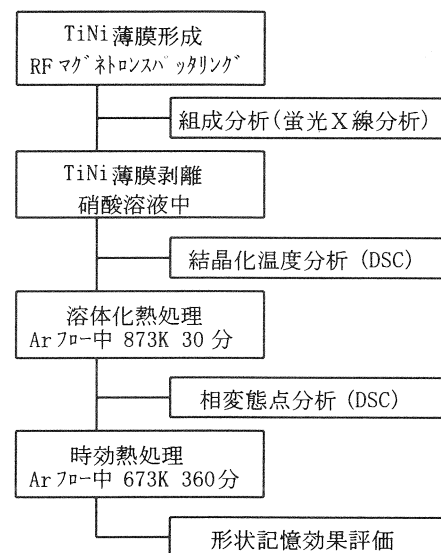 TiNi薄膜形成
RFマグネトロンスパッタリング
組成分析(蛍光X線分析)
TiNi薄膜剥離
硝酸溶液中
結晶化温度分析 (DSC)
溶体化熱処理
Arフロー中 873K 30分
相変態点分析 (DSC)
時効熱処理
Arフロー中 673K 360分
形状記憶効果評価